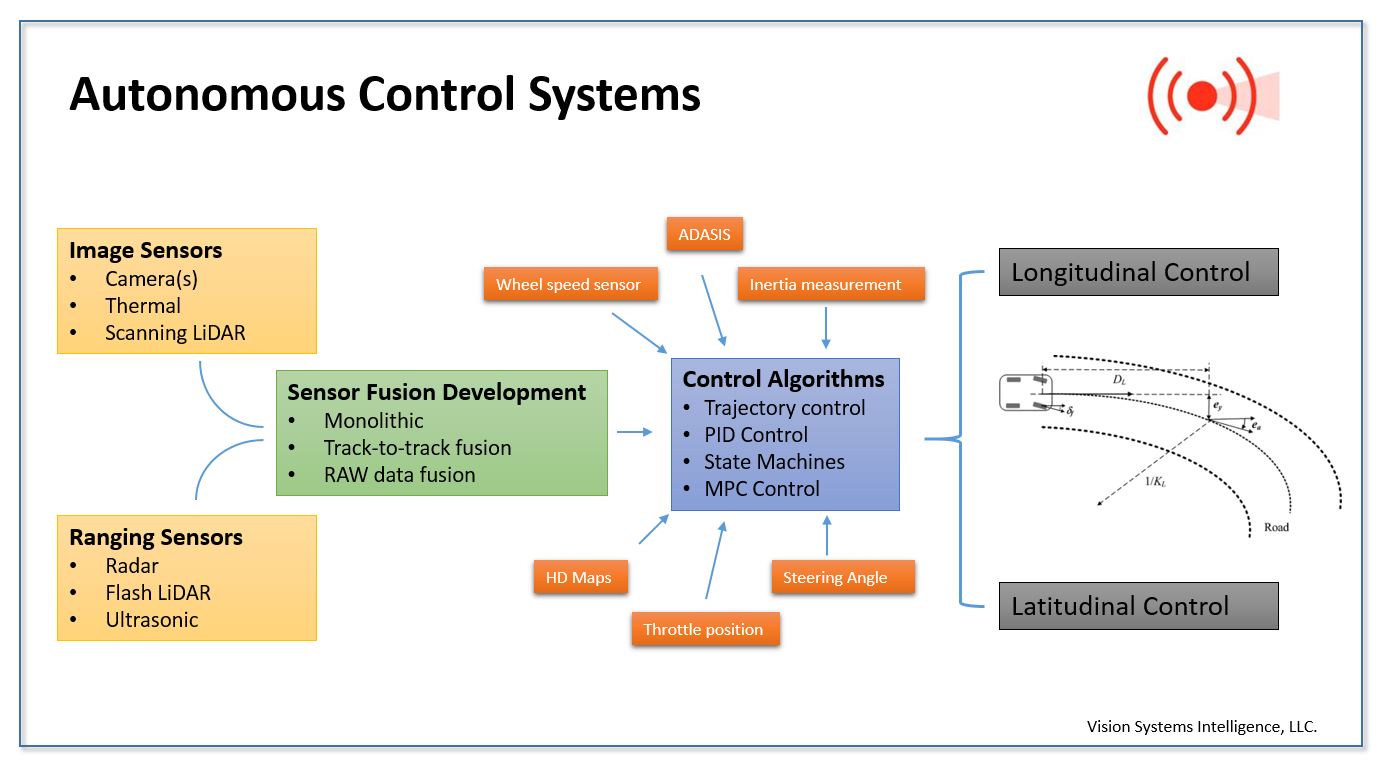 Autonomous Control Systems
Image Sensors
• Camera(s)
• Thermal
• Scanning LiDAR
Ranging Sensors
• Radar
• Flash LiDAR
• Ultrasonic
Sensor Fusion Development
• Monolithic
• Track-to-track fusion
• RAW data fusion
ADASIS
Wheel speed sensor
Inertia measurement
Control Algorithms
• Trajectory control
• PID Control
• State Machines
• MPC Control
HD Maps
Steering Angle
Throttle position
Longitudinal Control
D_L
δ_f
e_y
e_a
1/K_L
Road
Latitudinal Control
Vision Systems Intelligence, LLC.